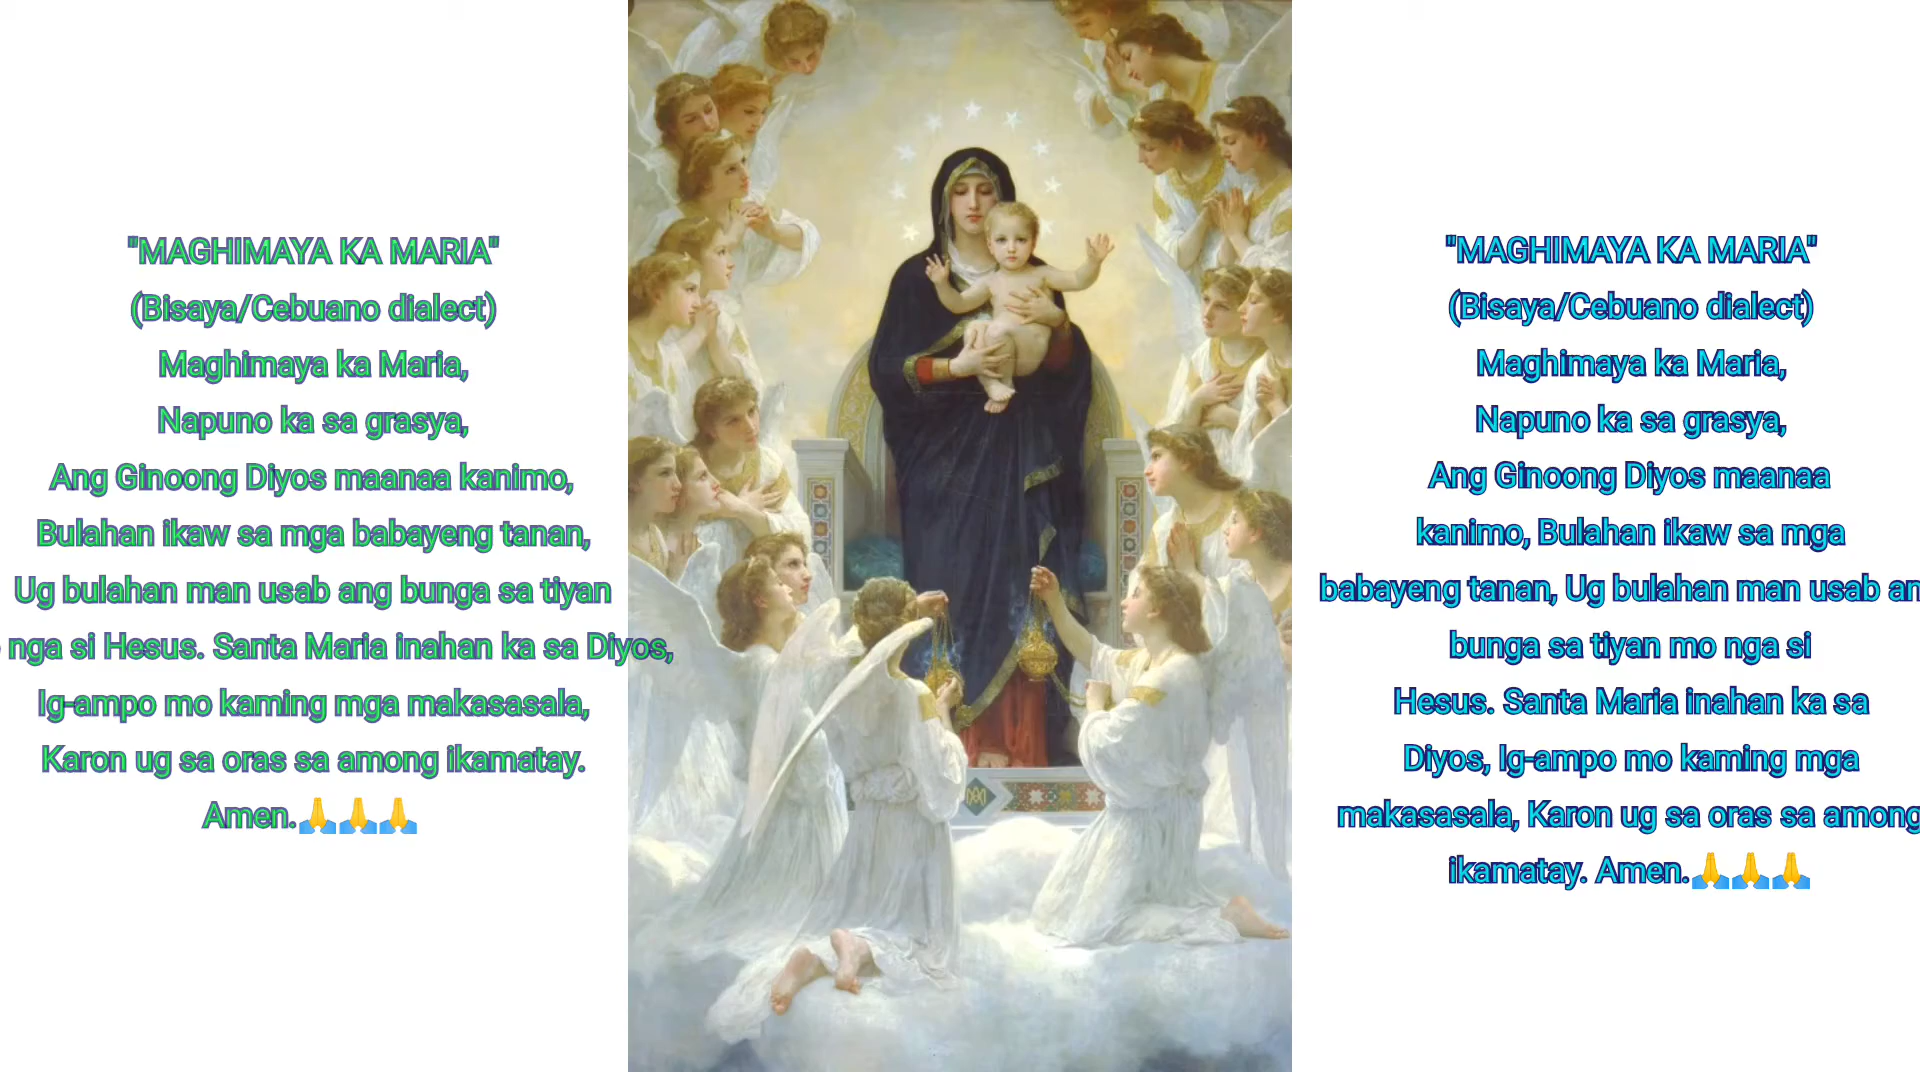 "MAGHIMAYA KA MARIA"
(Bisaya/Cebuano dialect)
Maghimaya ka Maria,
Napuno ka sa grasya,
Ang Ginoong Diyos maanaa kanimo,
Bulahan ikaw sa mga babayeng tanan,
Ug bulahan man usab ang bunga sa tiyan
nga si Hesus. Santa Maria inahan ka sa Diyos,
Ig-ampo mo kaming mga makasasala,
Karon ug sa oras sa among ikamatay.
Amen.🙏🙏🙏
"MAGHIMAYA KA MARIA"
(Bisaya/Cebuano dialect)
Maghimaya ka Maria,
Napuno ka sa grasya,
Ang Ginoong Diyos maanaa
kanimo, Bulahan ikaw sa mga
babayeng tanan, Ug bulahan man usab an
bunga sa tiyan mo nga si
Hesus. Santa Maria inahan ka sa
Diyos, Ig-ampo mo kaming mga
makasasala, Karon ug sa oras sa among
ikamatay. Amen.🙏🙏🙏